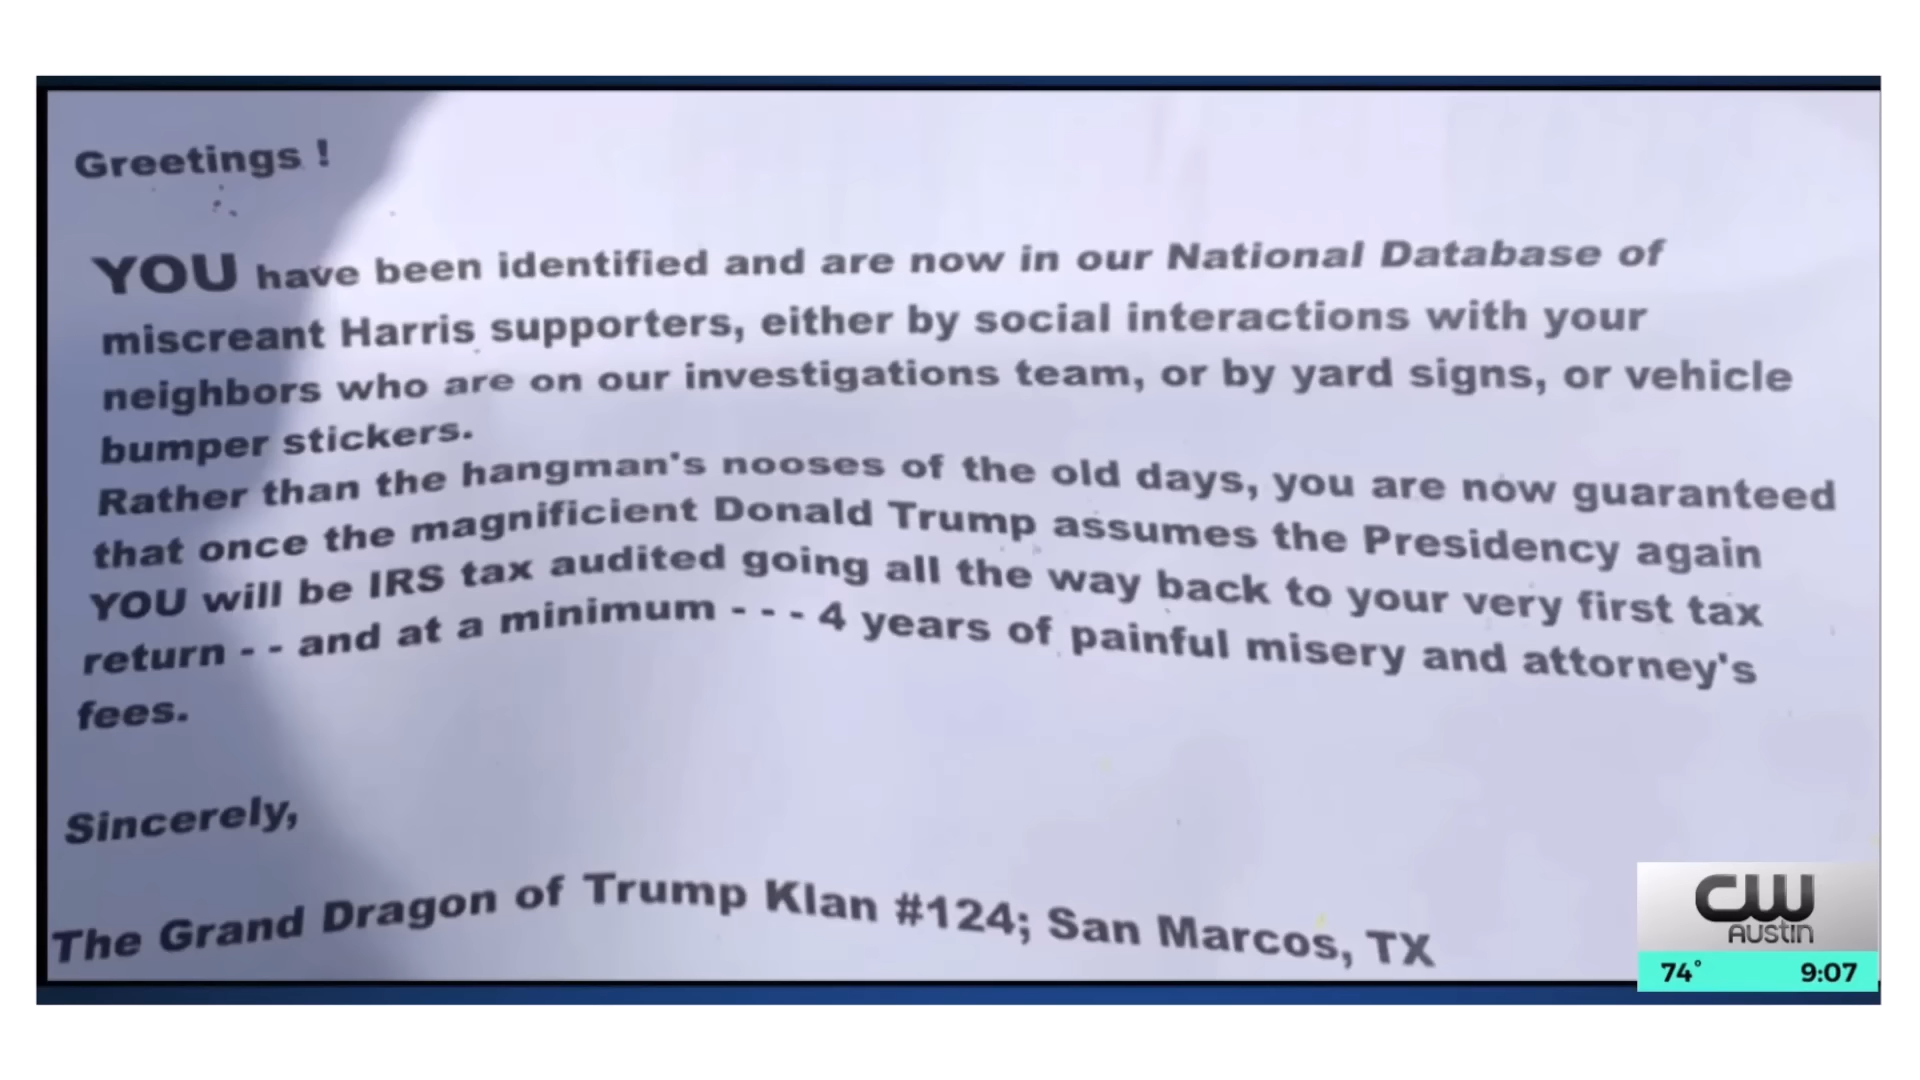 Greetings !
YOU have been identified and are now in our National Database of
miscreant Harris supporters, either by social interactions with your
neighbors who are on our investigations team, or by yard signs, or vehicle
bumper stickers.
Rather than the hangman's nooses of the old days, you are now guaranteed
that once the magnificient Donald Trump assumes the Presidency again
YOU will be IRS tax audited going all the way back to your very first tax
return - - and at a minimum - - - 4 years of painful misery and attorney's
fees.
Sincerely,
The Grand Dragon of Trump Klan #124; San Marcos, TX
CW
AUSTIN
74° 9:07